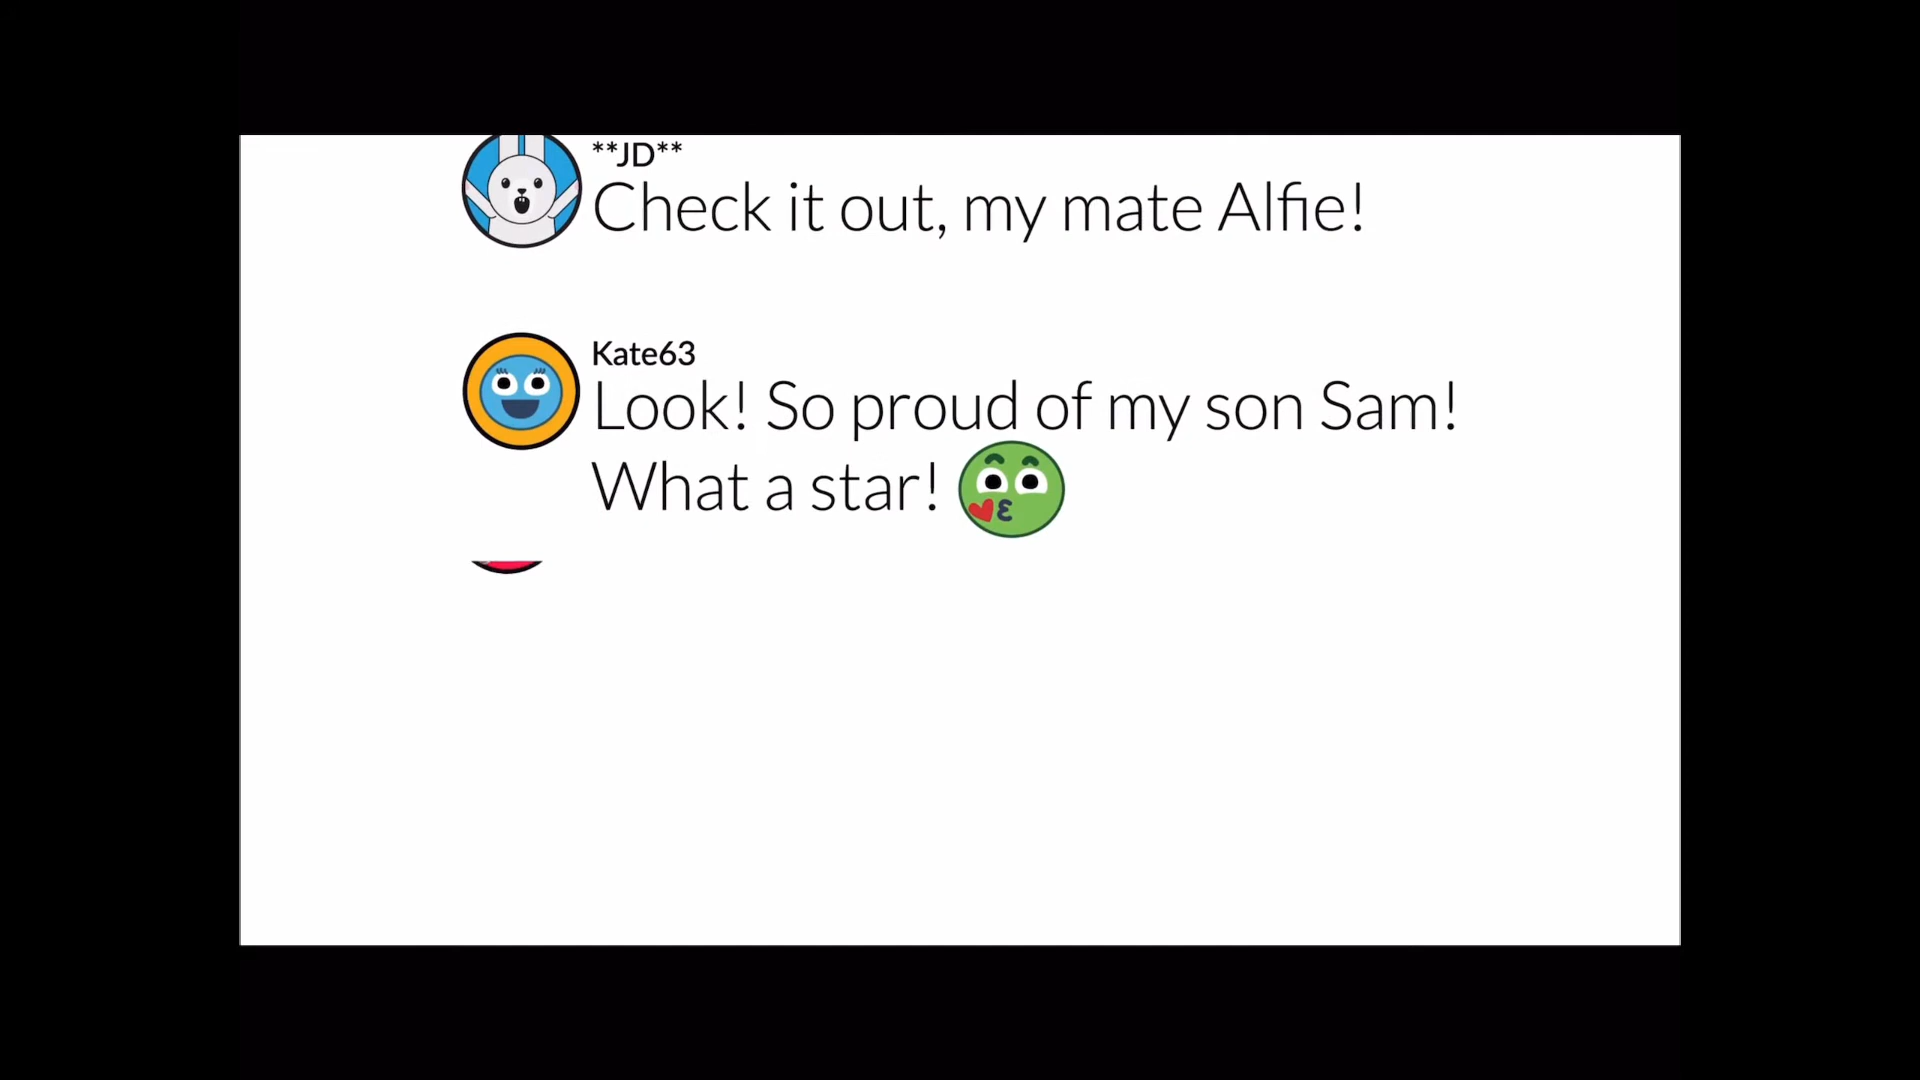 **JD**
Check it out, my mate Alfie!
Kate63
Look! So proud of my son Sam!
What a star!